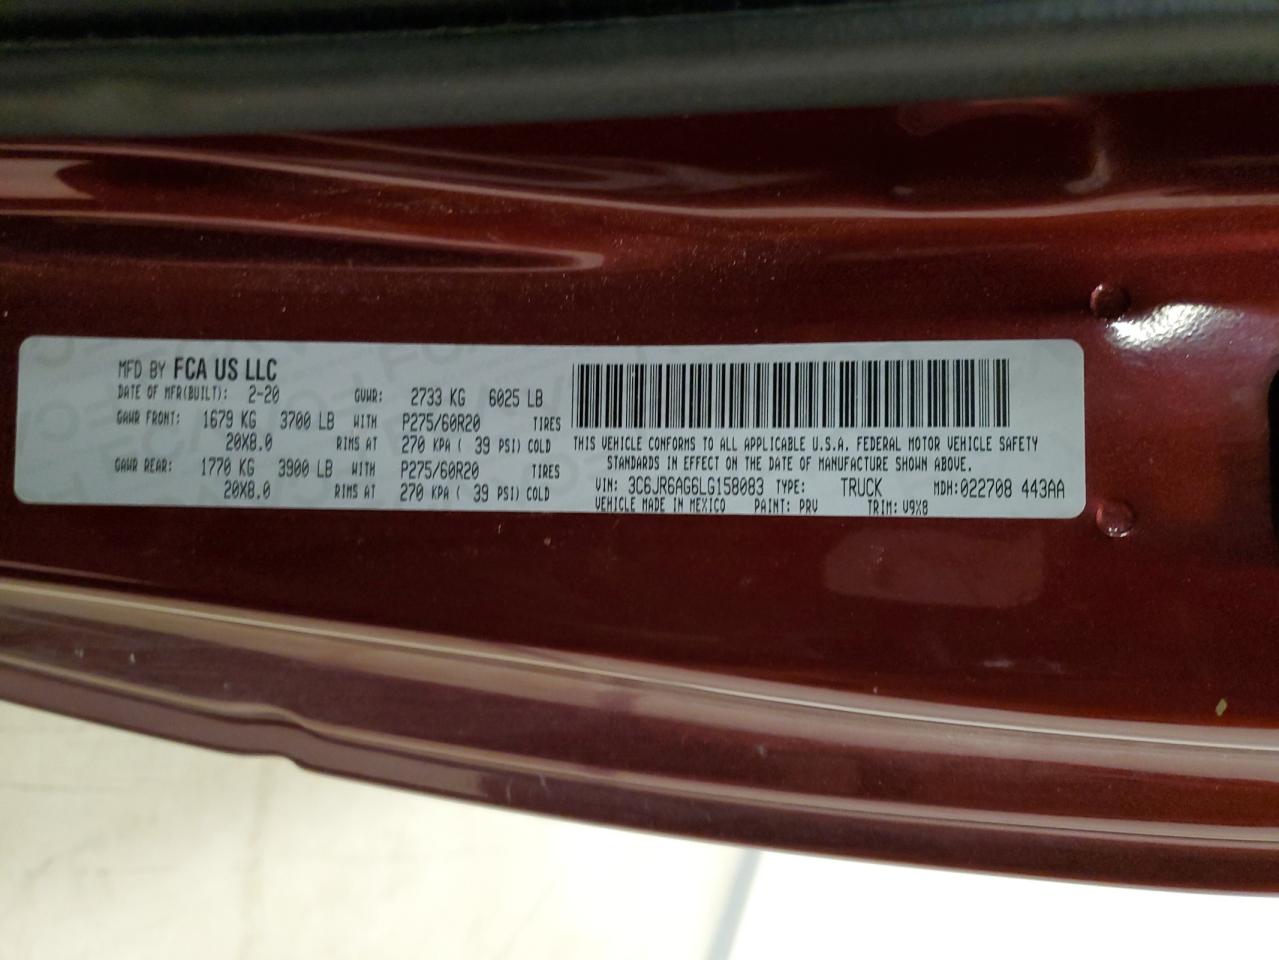 MFD BY FCA US LLC
DATE OF MFR(BUILT): 2-20 GVWR: 2733 KG 6025 LB
GAWR FRONT: 1679 KG 3700 LB WITH P275/60R20 TIRES
20X8.0 RIMS AT 270 KPA ( 39 PSI) COLD
GAWR REAR: 1770 KG 3900 LB WITH P275/60R20 TIRES
20X8.0 RIMS AT 270 KPA ( 39 PSI) COLD
THIS VEHICLE CONFORMS TO ALL APPLICABLE U.S.A. FEDERAL MOTOR VEHICLE SAFETY
STANDARDS IN EFFECT ON THE DATE OF MANUFACTURE SHOWN ABOVE.
VIN: 3C6JR6AG6LG158083 TYPE: TRUCK MDH:022708 443AA
VEHICLE MADE IN MEXICO PAINT: PRV TRIM: V9X8